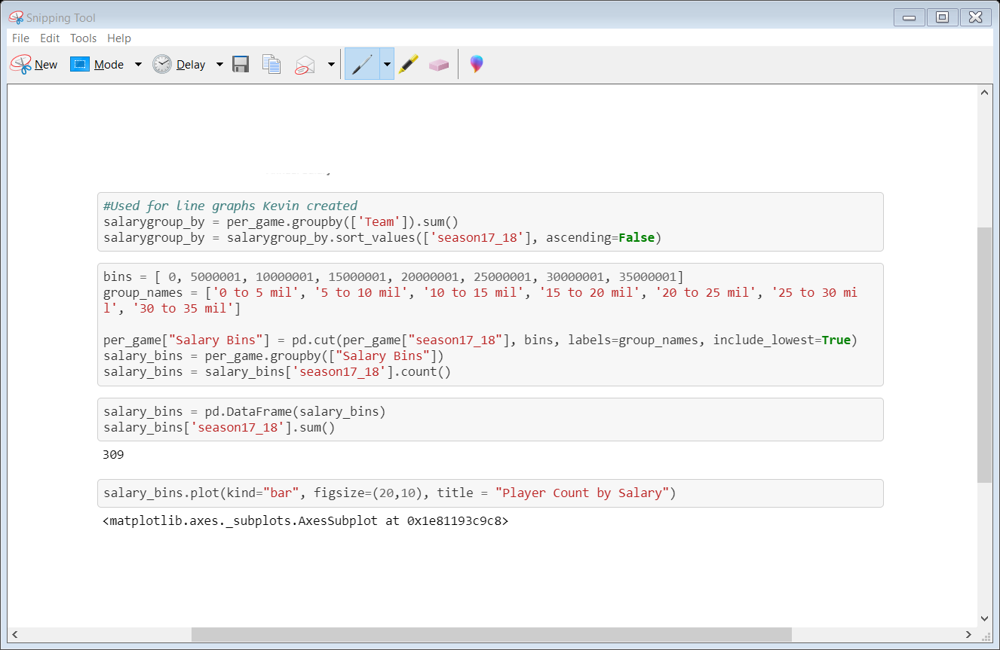 Snipping Tool
File Edit Tools Help
New Mode Delay
#Used for line graphs Kevin created
salarygroup_by = per_game.groupby(['Team']).sum()
salarygroup_by = salarygroup_by.sort_values(['season17_18'], ascending=False)
bins = [ 0, 5000001, 10000001, 15000001, 20000001, 25000001, 30000001, 35000001]
group_names = ['0 to 5 mil', '5 to 10 mil', '10 to 15 mil', '15 to 20 mil', '20 to 25 mil', '25 to 30 mi
l', '30 to 35 mil']
per_game["Salary Bins"] = pd.cut(per_game["season17_18"], bins, labels=group_names, include_lowest=True)
salary_bins = per_game.groupby(["Salary Bins"])
salary_bins = salary_bins['season17_18'].count()
salary_bins = pd.DataFrame(salary_bins)
salary_bins['season17_18'].sum()
309
salary_bins.plot(kind="bar", figsize=(20,10), title = "Player Count by Salary")
<matplotlib.axes._subplots.AxesSubplot at 0x1e81193c9c8>